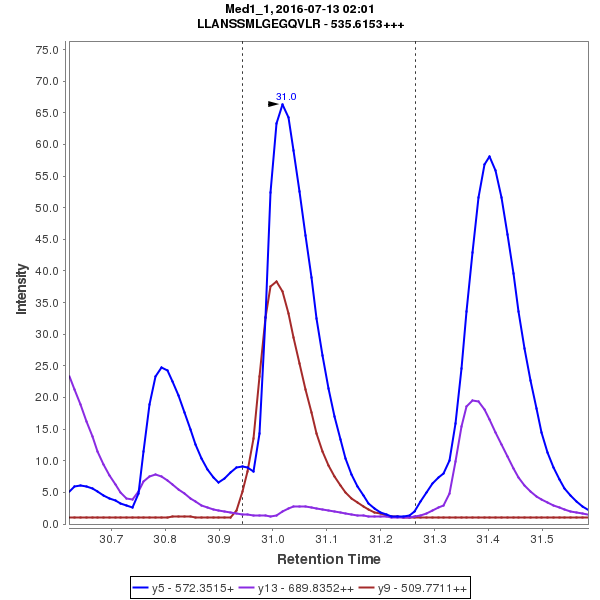 Med1_1, 2016-07-13 02:01
LLANSSMLGEGQVLR - 535.6153+++
75.0
70.0
65.0
60.0
55.0
50.0
45.0
40.0
35.0
30.0
25.0
20.0
15.0
10.0
5.0
0.0
Intensity
31.0
30.7 30.8 30.9 31.0 31.1 31.2 31.3 31.4 31.5
Retention Time
y5 - 572.3515+ y13 - 689.8352++ y9 - 509.7711++